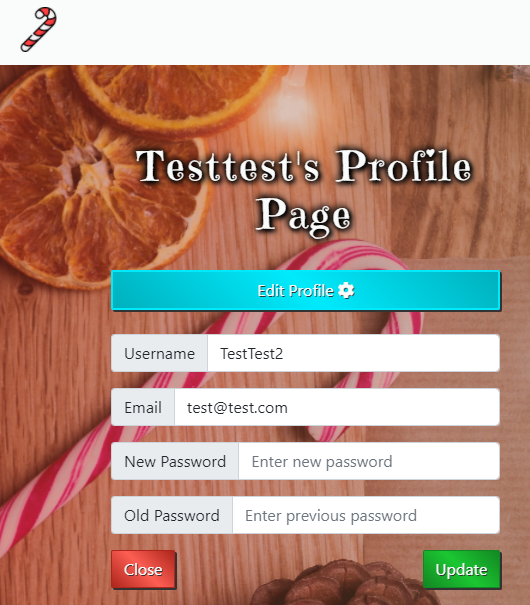 Testtest's Profile
Page
Edit Profile
Username TestTest2
Email test@test.com
New Password Enter new password
Old Password Enter previous password
Close Update